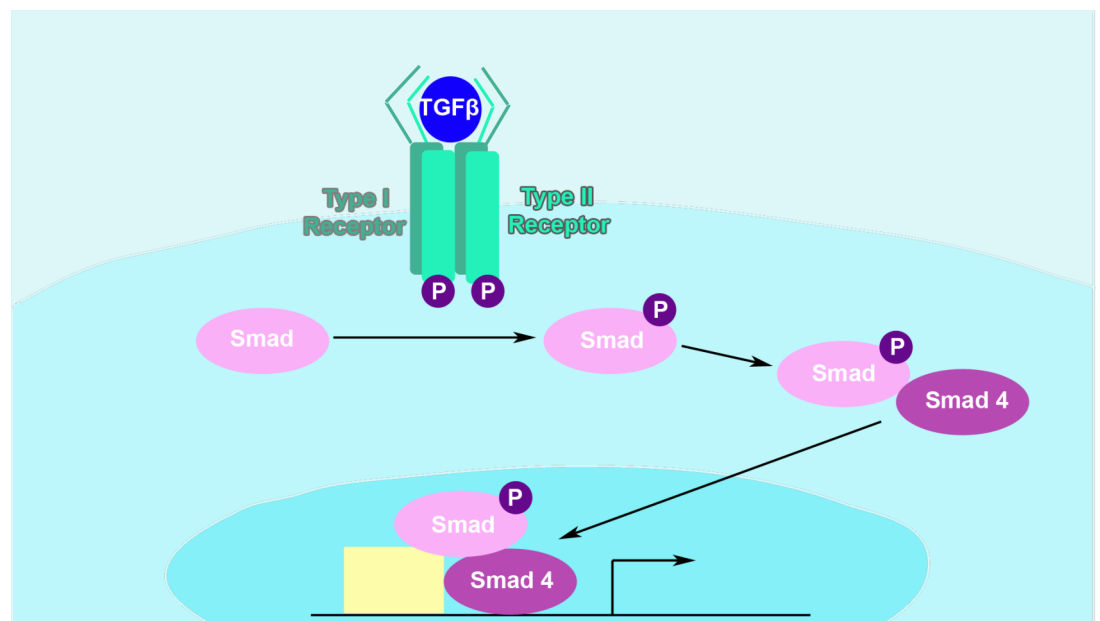 TGFβ
Type I
Receptor
Type II
Receptor
P
P
Smad
Smad
P
Smad
P
Smad 4
Smad
P
Smad 4